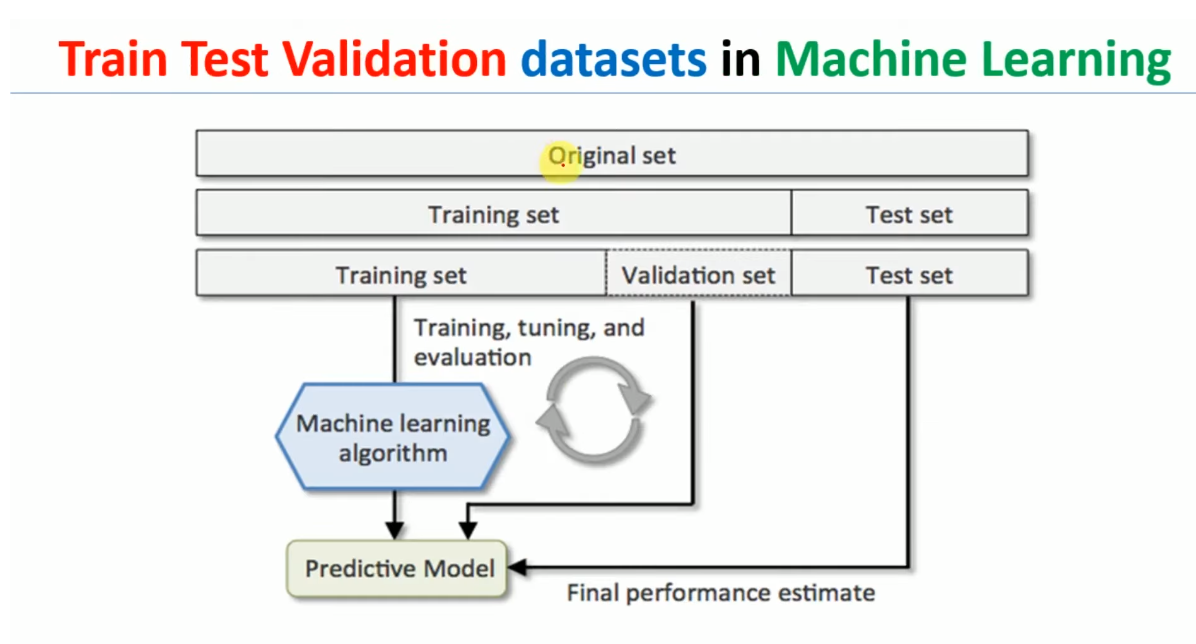 Train Test Validation datasets in Machine Learning
Original set
Training set
Test set
Training set
Validation set
Test set
Training, tuning, and
evaluation
Machine learning
algorithm
Predictive Model
Final performance estimate